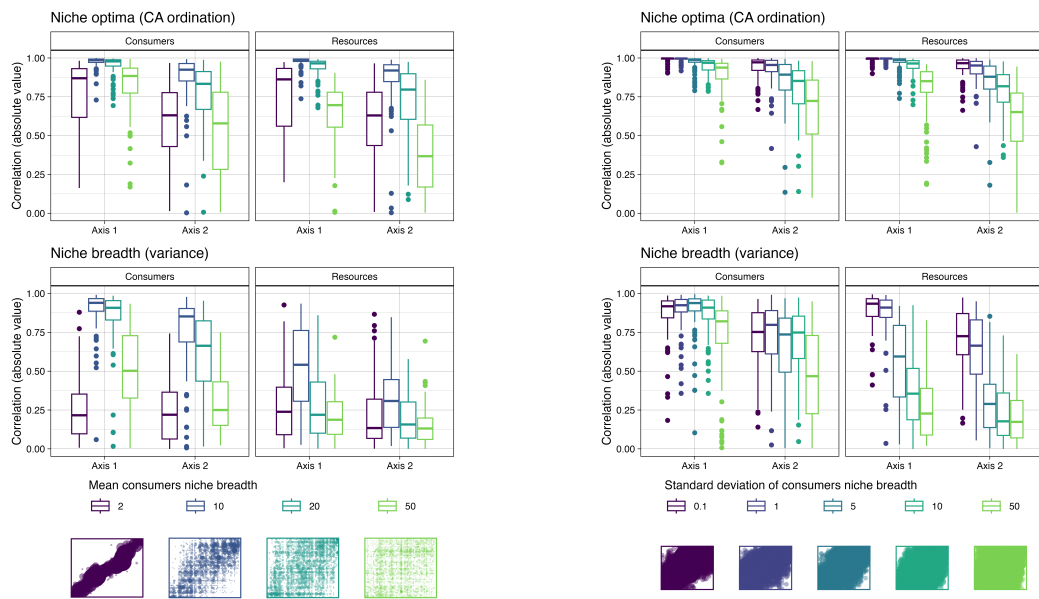 Niche optima (CA ordination)
Consumers
Resources
Correlation (absolute value)
1.00
0.75
0.50
0.25
0.00
Axis 1
Axis 2
Axis 1
Axis 2
Niche breadth (variance)
Consumers
Resources
Correlation (absolute value)
1.00
0.75
0.50
0.25
0.00
Axis 1
Axis 2
Axis 1
Axis 2
Mean consumers niche breadth
2
10
20
50
Niche optima (CA ordination)
Consumers
Resources
Correlation (absolute value)
1.00
0.75
0.50
0.25
0.00
Axis 1
Axis 2
Axis 1
Axis 2
Niche breadth (variance)
Consumers
Resources
Correlation (absolute value)
1.00
0.75
0.50
0.25
0.00
Axis 1
Axis 2
Axis 1
Axis 2
Standard deviation of consumers niche breadth
0.1
1
5
10
50